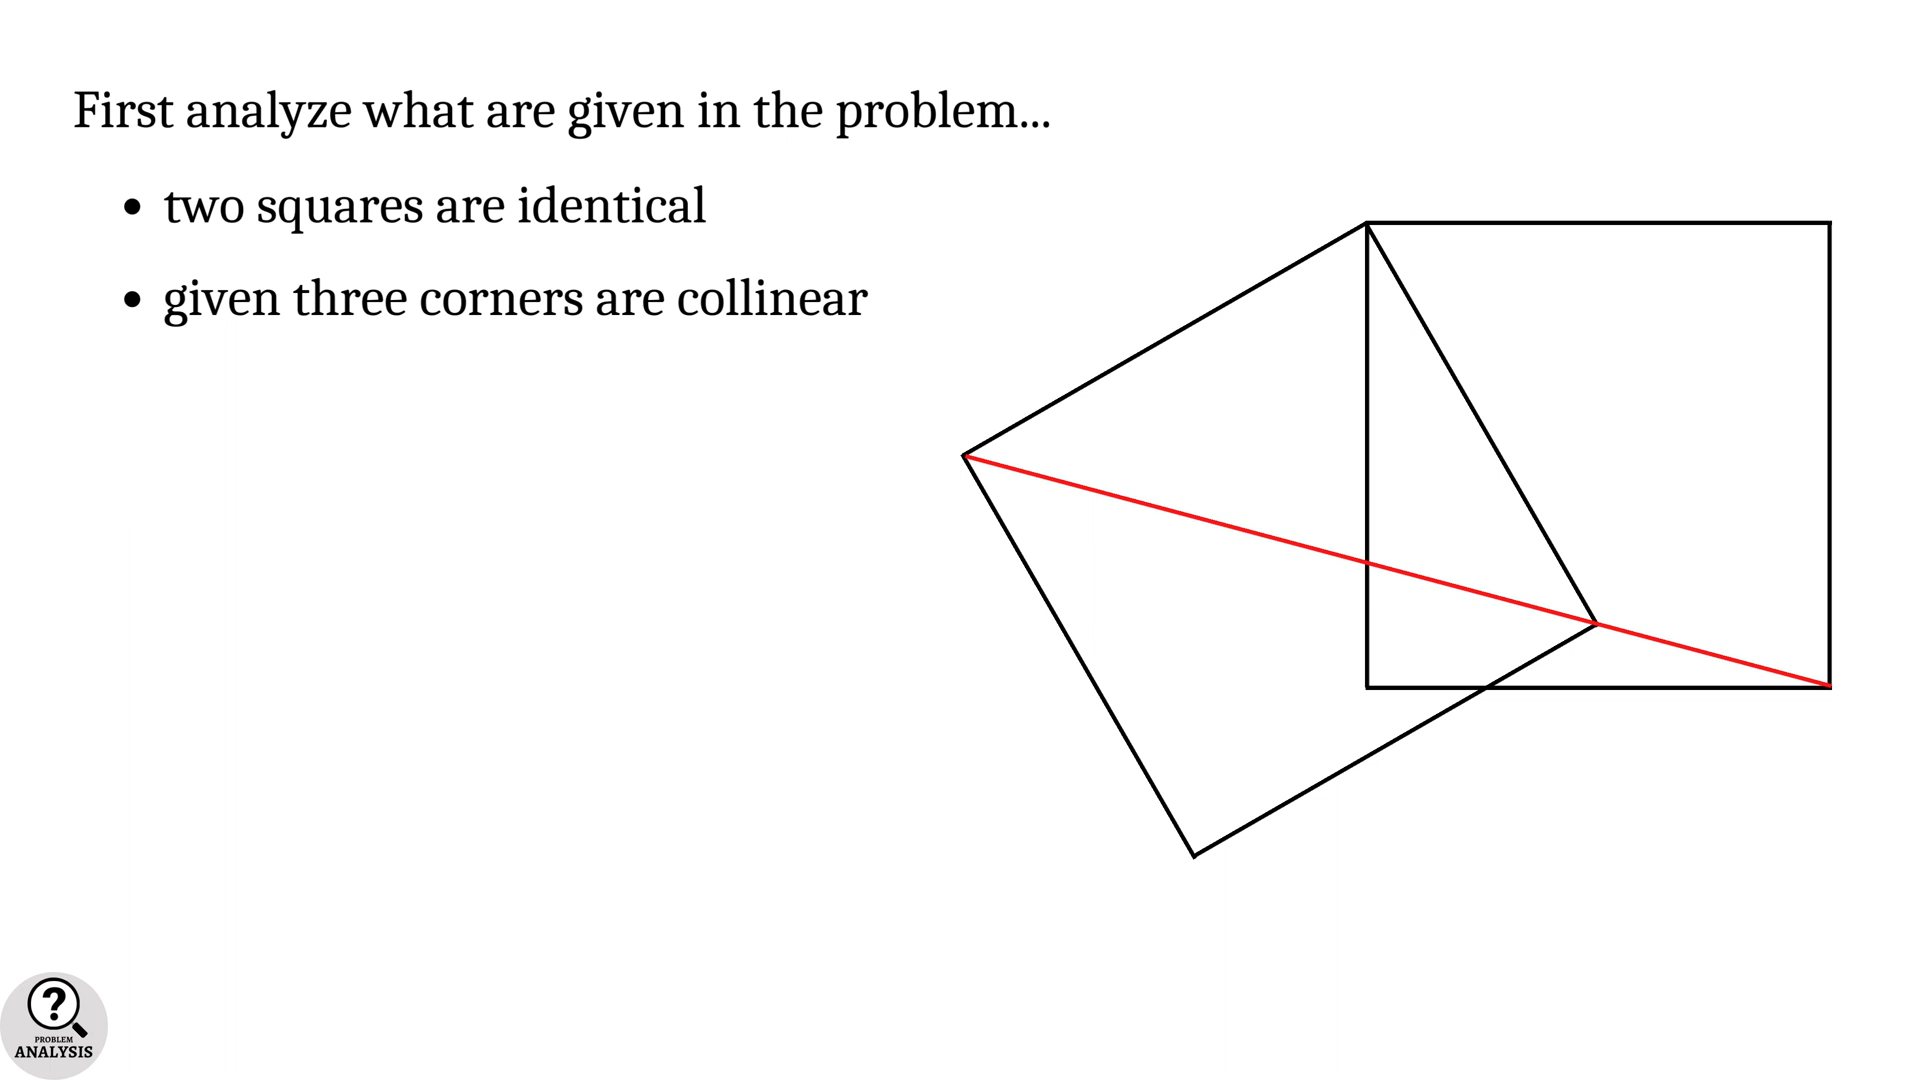 First analyze what are given in the problem...
• two squares are identical
• given three corners are collinear
?
PROBLEM
ANALYSIS